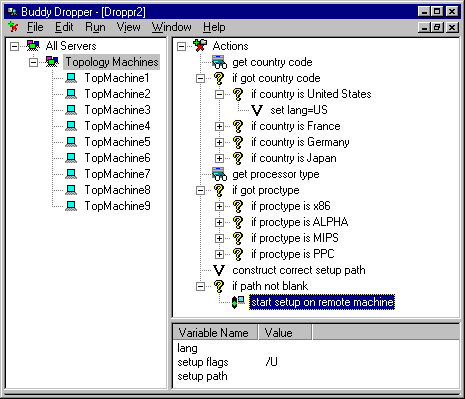 Buddy Dropper - [Droppr2]
File Edit Run View Window Help
All Servers
Topology Machines
TopMachine1
TopMachine2
TopMachine3
TopMachine4
TopMachine5
TopMachine6
TopMachine7
TopMachine8
TopMachine9
Actions
get country code
if got country code
if country is United States
set lang=US
if country is France
if country is Germany
if country is Japan
get processor type
if got proctype
if proctype is x86
if proctype is ALPHA
if proctype is MIPS
if proctype is PPC
construct correct setup path
if path not blank
start setup on remote machine
Variable Name Value
lang
setup flags /U
setup path